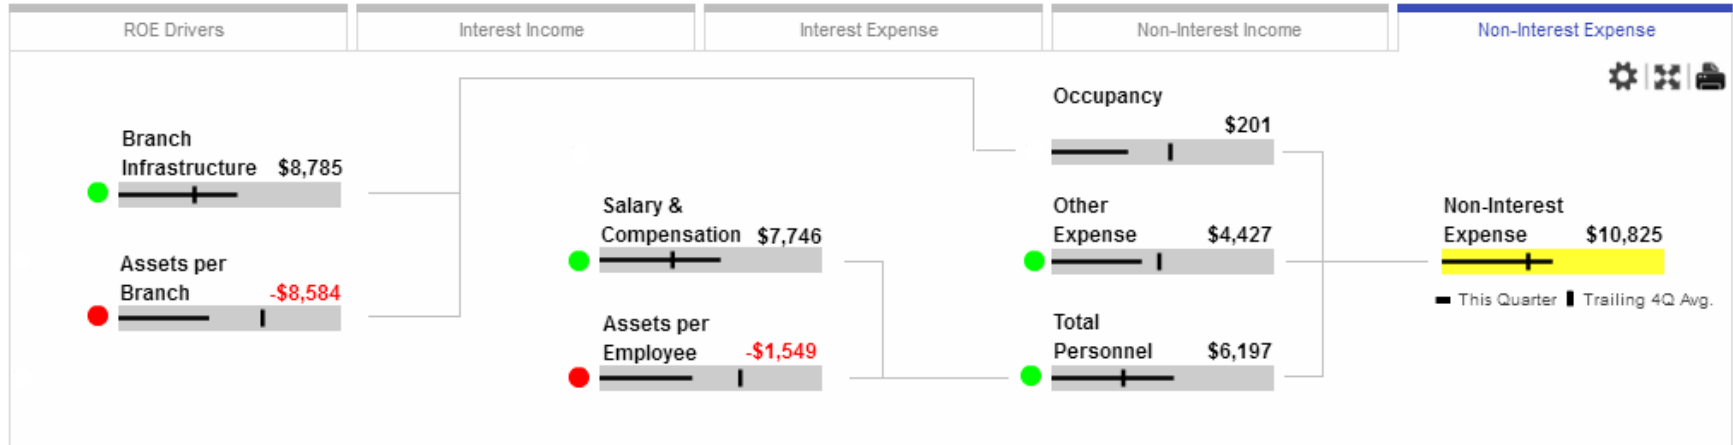 ROE Drivers
Interest Income
Interest Expense
Non-Interest Income
Non-Interest Expense
Branch
Infrastructure $8,785
Assets per
Branch -$8,584
Salary &
Compensation $7,746
Assets per
Employee -$1,549
Occupancy
$201
Other
Expense $4,427
Total
Personnel $6,197
Non-Interest
Expense $10,825
This Quarter Trailing 4Q Avg.